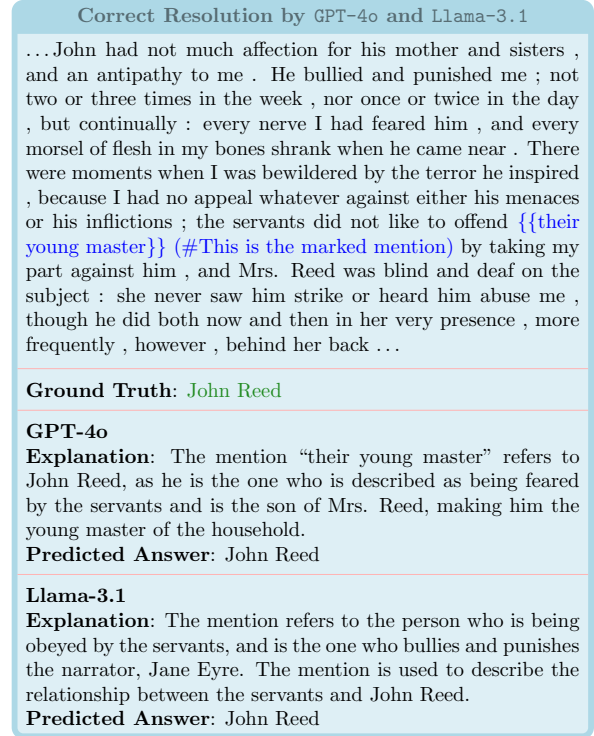 Correct Resolution by GPT-4o and Llama-3.1
...John had not much affection for his mother and sisters ,
and an antipathy to me . He bullied and punished me ; not
two or three times in the week , nor once or twice in the day
, but continually : every nerve I had feared him , and every
morsel of flesh in my bones shrank when he came near . There
were moments when I was bewildered by the terror he inspired
, because I had no appeal whatever against either his menaces
or his inflictions ; the servants did not like to offend {{their
young master}} (#This is the marked mention) by taking my
part against him , and Mrs. Reed was blind and deaf on the
subject : she never saw him strike or heard him abuse me ,
though he did both now and then in her very presence , more
frequently , however , behind her back ...
Ground Truth: John Reed
GPT-4o
Explanation: The mention “their young master” refers to
John Reed, as he is the one who is described as being feared
by the servants and is the son of Mrs. Reed, making him the
young master of the household.
Predicted Answer: John Reed
Llama-3.1
Explanation: The mention refers to the person who is being
obeyed by the servants, and is the one who bullies and punishes
the narrator, Jane Eyre. The mention is used to describe the
relationship between the servants and John Reed.
Predicted Answer: John Reed